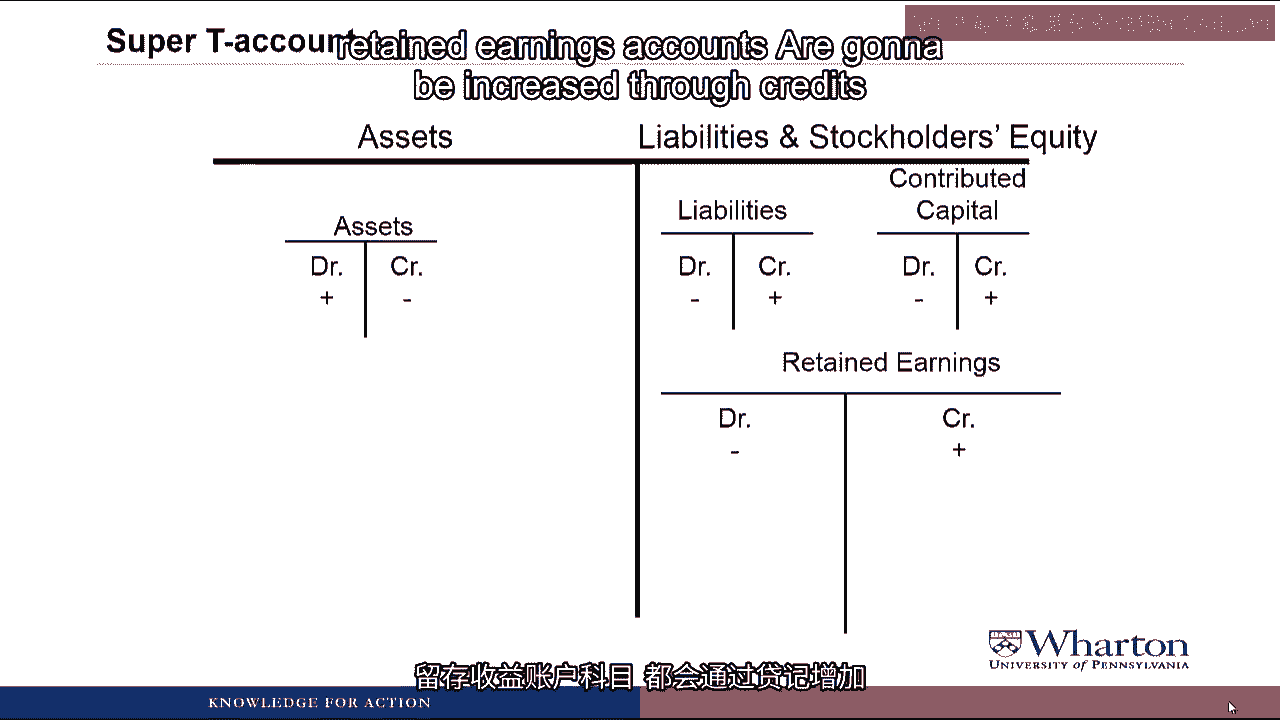 Super T-account
retained earnings accounts Are gonna
be increased through credits
Assets
Liabilities & Stockholders' Equity
Assets
Dr.
Cr.
+
-
Liabilities
Dr.
Cr.
-
+
Contributed
Capital
Dr.
Cr.
-
+
Retained Earnings
Dr.
Cr.
-
+
Wharton
UNIVERSITY OF PENNSYLVANIA
留存收益账户科目 都会通过贷记增加
KNOWLEDGE FOR ACTION